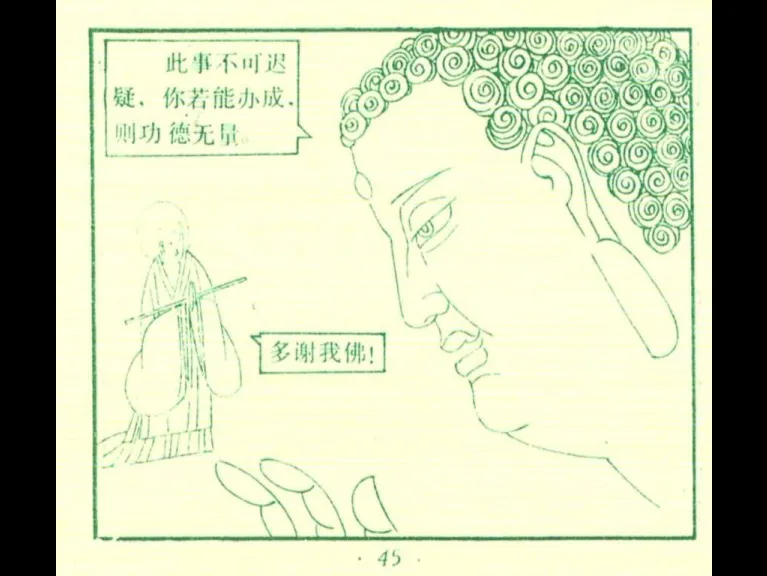 此事不可迟
疑,你若能办成,
则功德无量。
多谢我佛!
· 45 ·